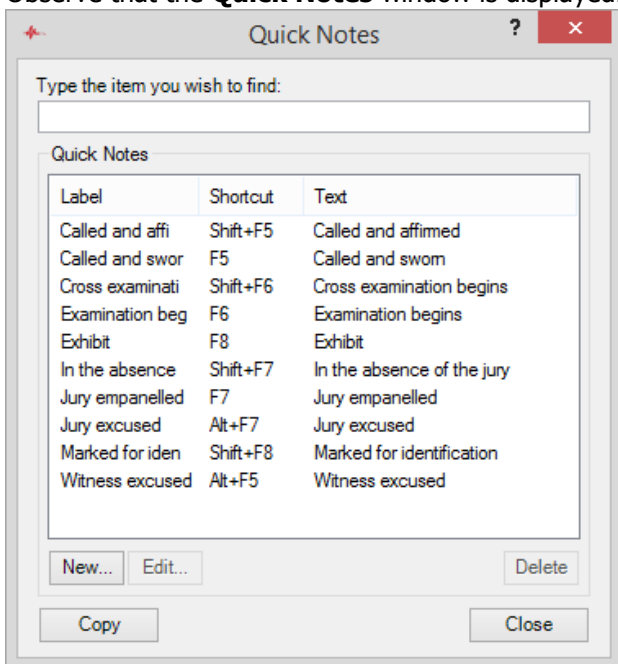 Observe that the Quick Notes window is displayed.
Quick Notes ? ×
Type the item you wish to find:
Quick Notes
Label Shortcut Text
Called and affi Shift+F5 Called and affirmed
Called and swor F5 Called and sworn
Cross examinati Shift+F6 Cross examination begins
Examination beg F6 Examination begins
Exhibit F8 Exhibit
In the absence Shift+F7 In the absence of the jury
Jury empanelled F7 Jury empanelled
Jury excused Alt+F7 Jury excused
Marked for iden Shift+F8 Marked for identification
Witness excused Alt+F5 Witness excused
New... Edit... Delete
Copy Close